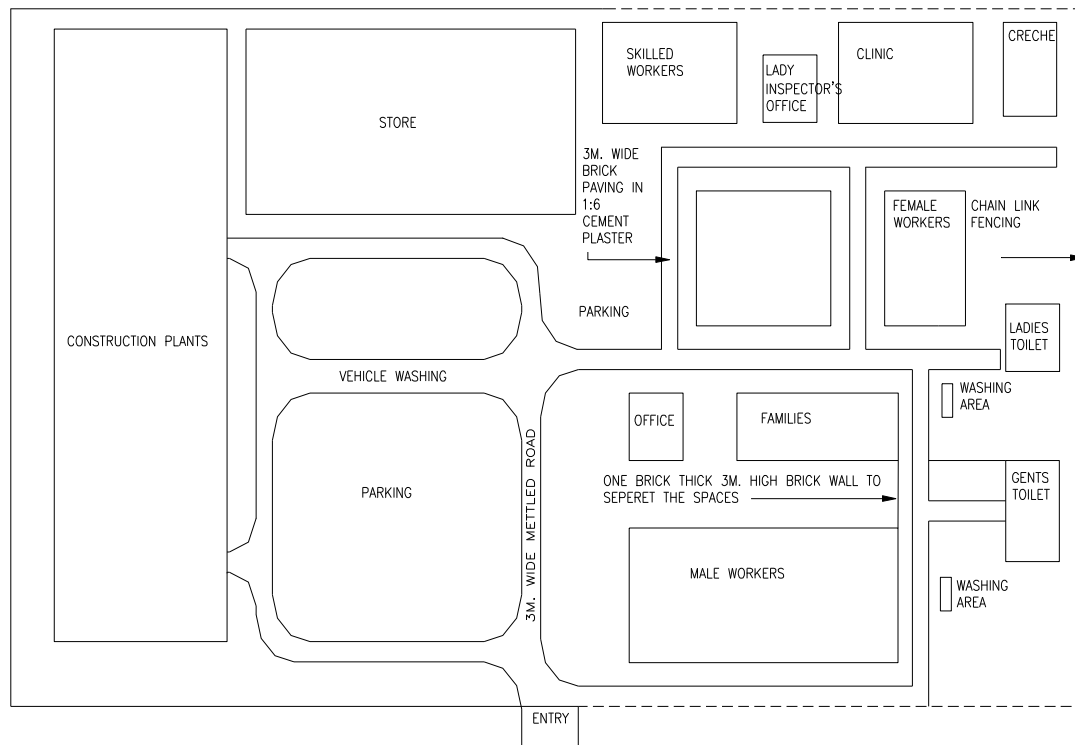 SKILLED
WORKERS
LADY
INSPECTOR'S
OFFICE
CLINIC
CRECHE
STORE
3M. WIDE
BRICK
PAVING IN
1:6
CEMENT
PLASTER
FEMALE
WORKERS
CHAIN LINK
FENCING
PARKING
CONSTRUCTION PLANTS
LADIES
TOILET
VEHICLE WASHING
WASHING
AREA
OFFICE
FAMILIES
3M. WIDE METTLED ROAD
ONE BRICK THICK 3M. HIGH BRICK WALL TO
SEPERET THE SPACES
GENTS
TOILET
PARKING
MALE WORKERS
WASHING
AREA
ENTRY